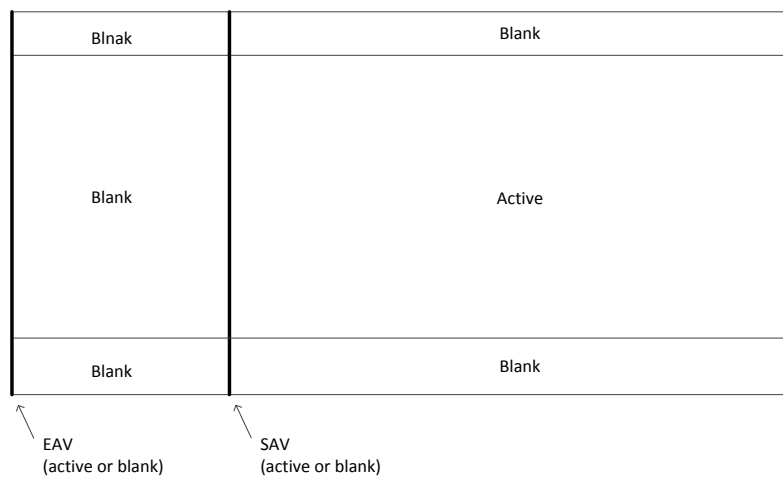 Blnak
Blank
Blank
Active
Blank
Blank
EAV
(active or blank)
SAV
(active or blank)